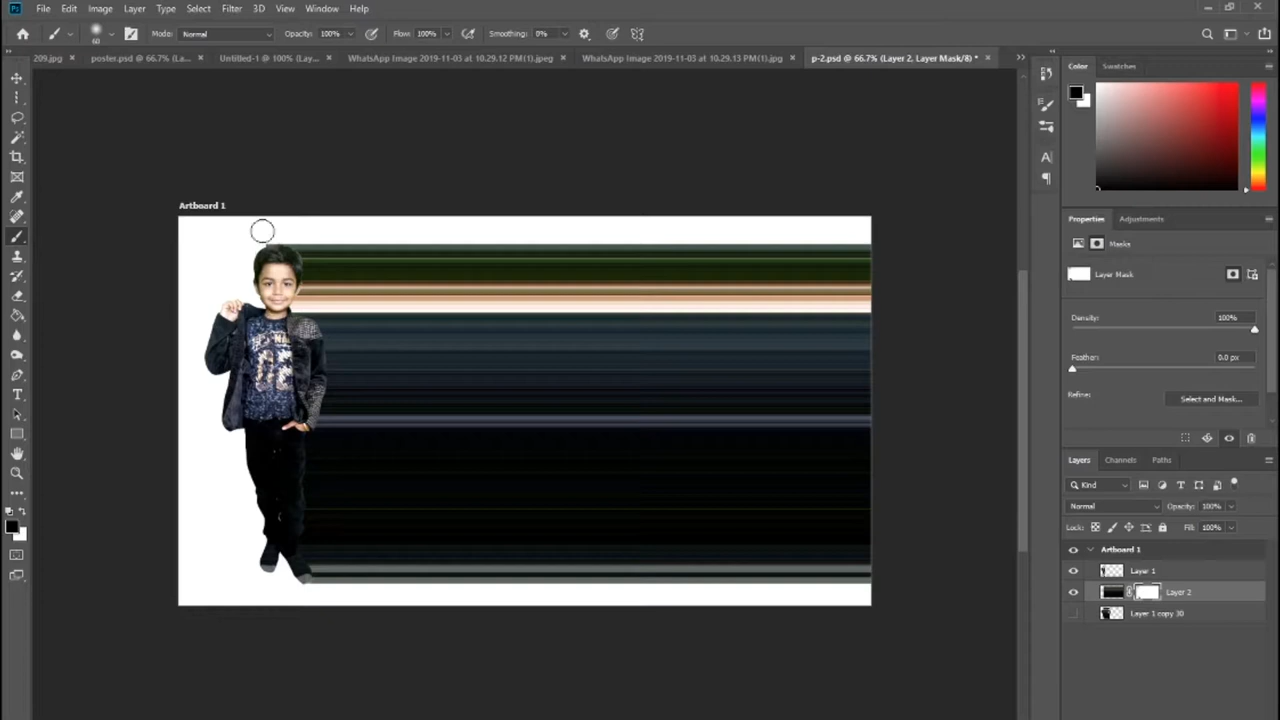 Ps File Edit Image Layer Type Select Filter 3D View Window Help
60 Mode: Normal Opacity: 100% Flow: 100% Smoothing: 0%
209.jpg × poster.psd @ 66.7% (La... × Untitled-1 @ 100% (Lay... × WhatsApp Image 2019-11-03 at 10.29.12 PM(1).jpeg × WhatsApp Image 2019-11-03 at 10.29.13 PM(1).jpg × p-2.psd @ 66.7% (Layer 2, Layer Mask/8) * ×
Color Swatches
Artboard 1
Properties Adjustments
Masks
Layer Mask
Density: 100%
Feather: 0.0 px
Refine: Select and Mask...
Layers Channels Paths
Kind
Normal Opacity: 100%
Lock: Fill: 100%
Artboard 1
Layer 1
Layer 2
Layer 1 copy 30